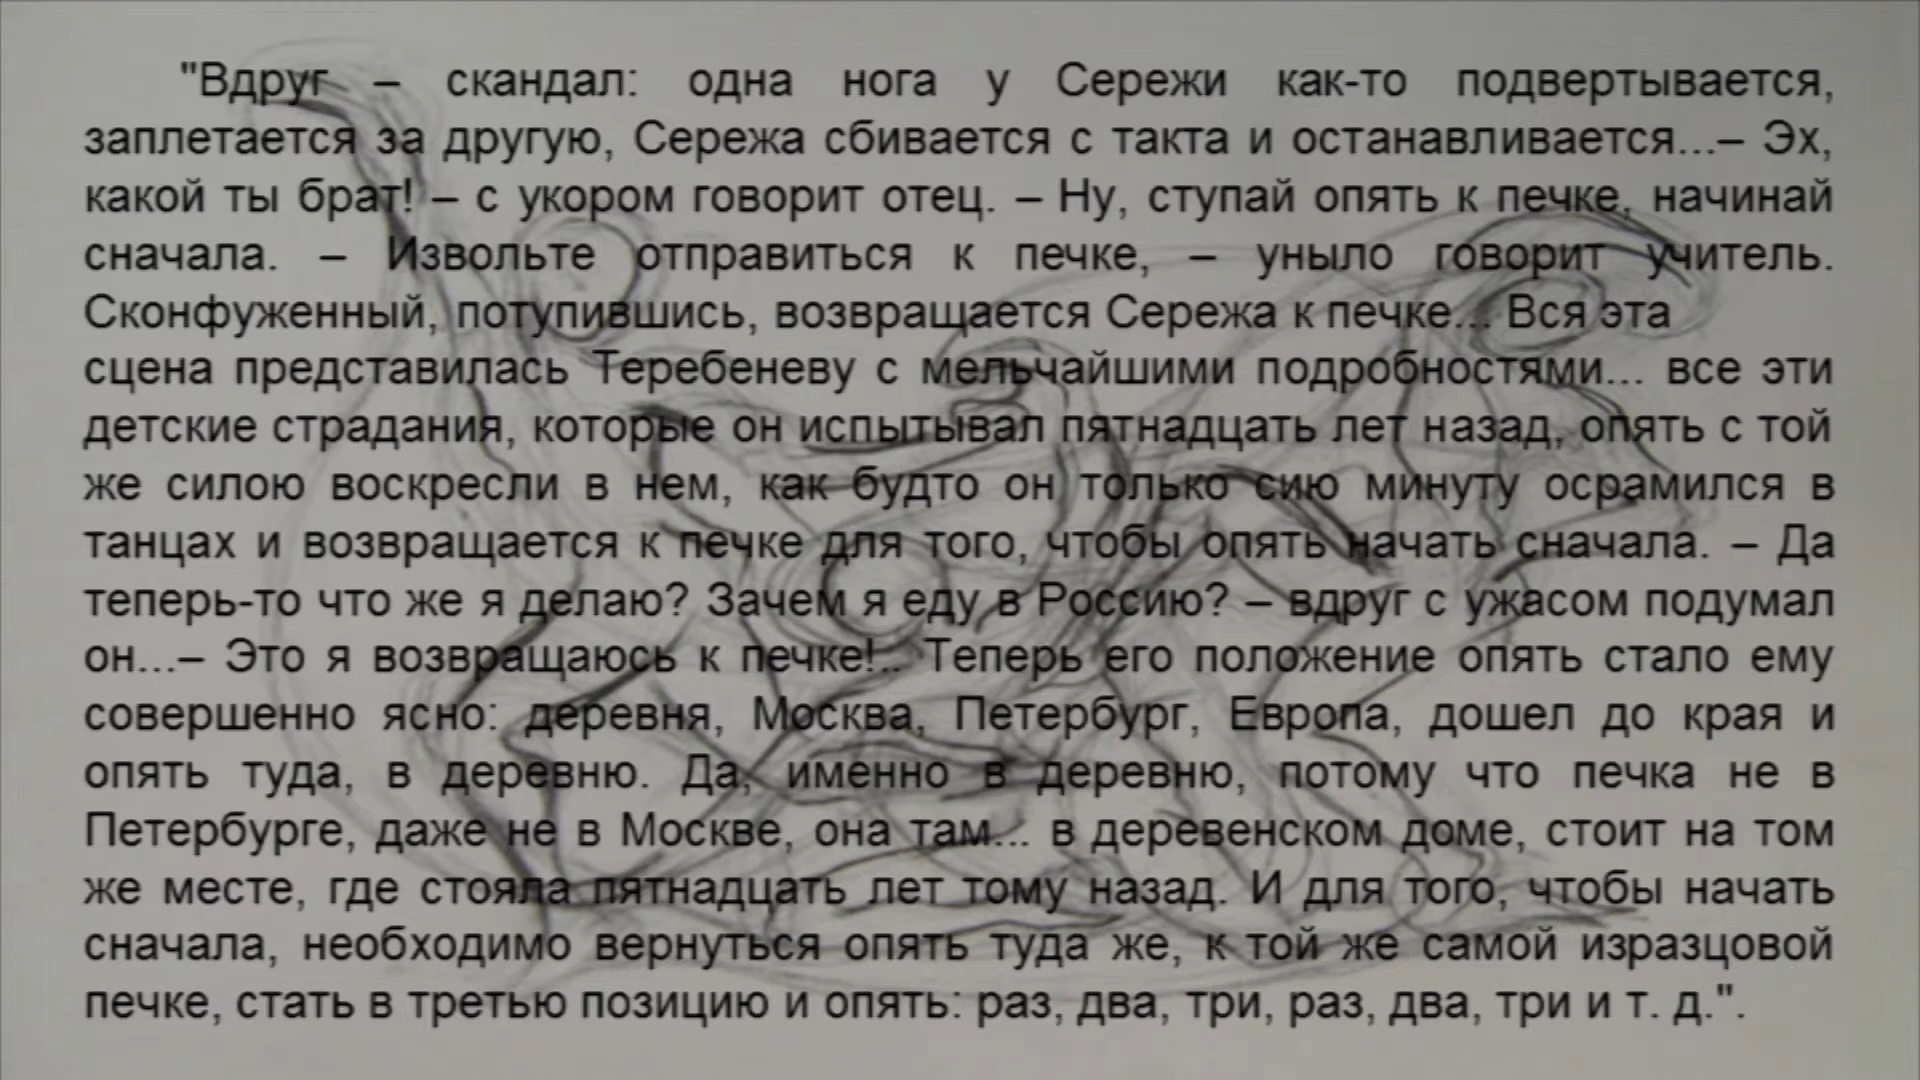 "Вдруг – скандал: одна нога у Сережи как-то подвертывается,
заплетается за другую, Сережа сбивается с такта и останавливается...– Эх,
какой ты брат! – с укором говорит отец. – Ну, ступай опять к печке, начинай
сначала. – Извольте отправиться к печке, – уныло говорит учитель.
Сконфуженный, потупившись, возвращается Сережа к печке... Вся эта
сцена представилась Теребеневу с мельчайшими подробностями... все эти
детские страдания, которые он испытывал пятнадцать лет назад, опять с той
же силою воскресли в нем, как будто он только сию минуту осрамился в
танцах и возвращается к печке для того, чтобы опять начать сначала. – Да
теперь-то что же я делаю? Зачем я еду в Россию? – вдруг с ужасом подумал
он...– Это я возвращаюсь к печке!.. Теперь его положение опять стало ему
совершенно ясно: деревня, Москва, Петербург, Европа, дошел до края и
опять туда, в деревню. Да, именно в деревню, потому что печка не в
Петербурге, даже не в Москве, она там... в деревенском доме, стоит на том
же месте, где стояла пятнадцать лет тому назад. И для того, чтобы начать
сначала, необходимо вернуться опять туда же, к той же самой изразцовой
печке, стать в третью позицию и опять: раз, два, три, раз, два, три и т. д.".